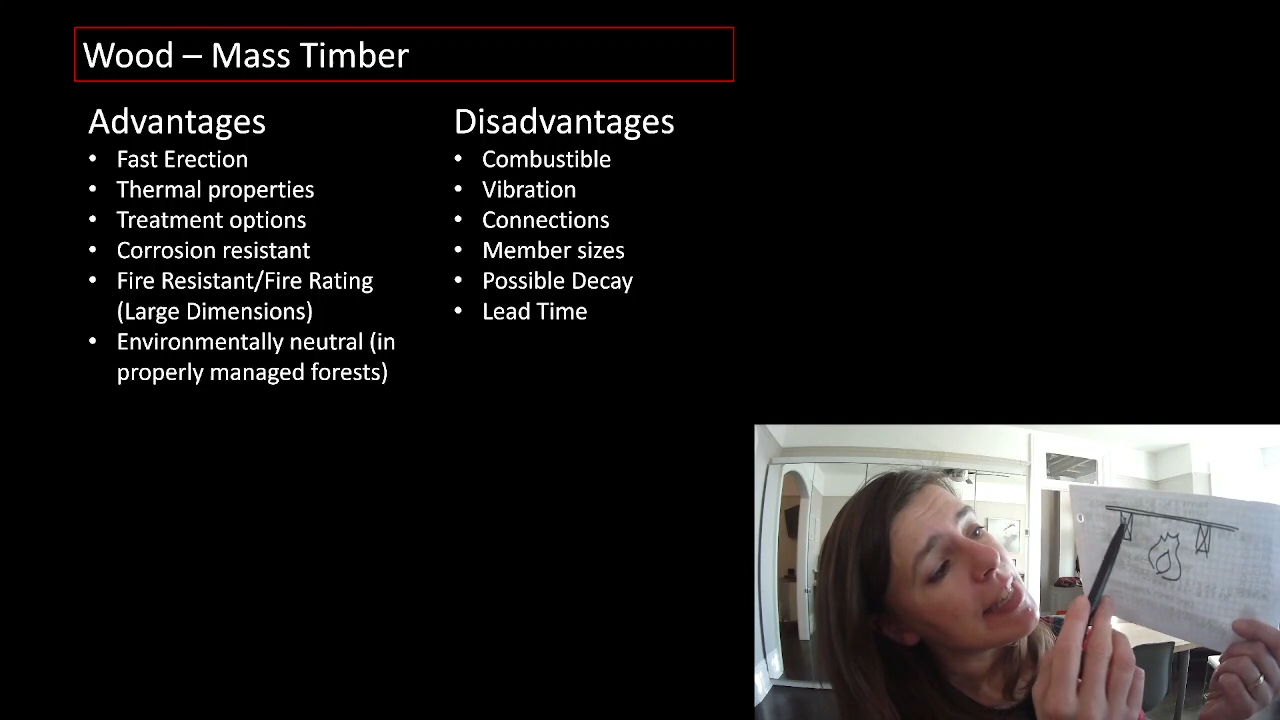 Wood – Mass Timber
Advantages
• Fast Erection
• Thermal properties
• Treatment options
• Corrosion resistant
• Fire Resistant/Fire Rating
(Large Dimensions)
• Environmentally neutral (in
properly managed forests)
Disadvantages
• Combustible
• Vibration
• Connections
• Member sizes
• Possible Decay
• Lead Time